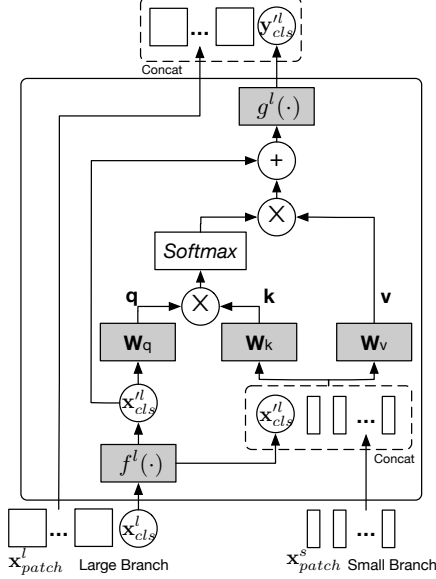 ... y'^l_cls
Concat
g^l(·)
+
×
Softmax
q × k v
W_q W_k W_v
x'^l_cls x'^l_cls ...
Concat
f^l(·)
... x^l_cls ...
x^l_patch Large Branch x^s_patch Small Branch